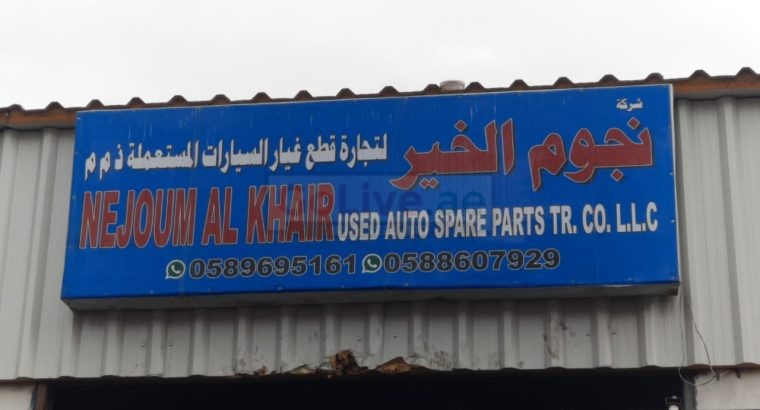 شركة
نجوم الخير لتجارة قطع غيار السيارات المستعملة ذ م م
NEJOUM AL KHAIR USED AUTO SPARE PARTS TR. CO. L.L.C
0589695161 0588607929